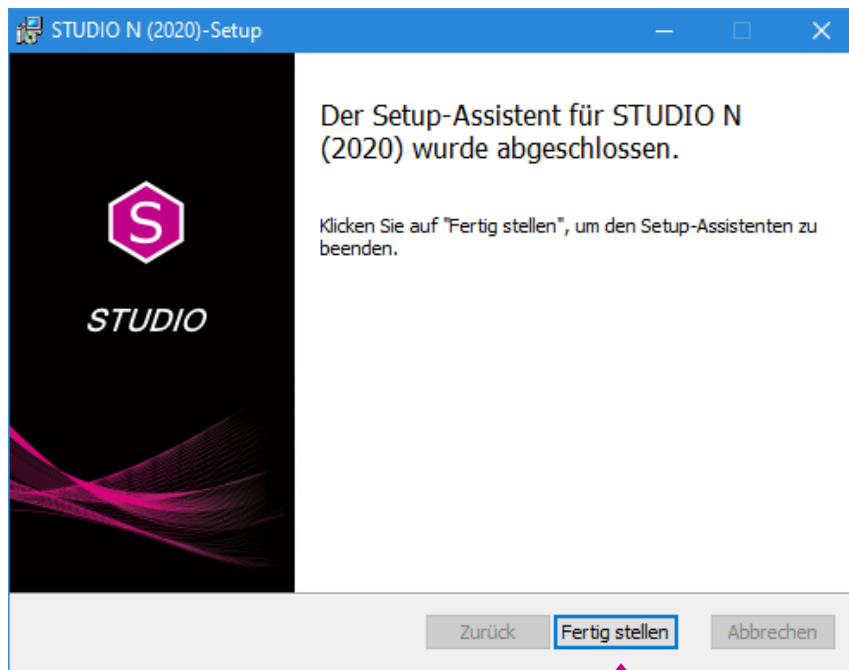 STUDIO N (2020)-Setup
Der Setup-Assistent für STUDIO N
(2020) wurde abgeschlossen.
Klicken Sie auf "Fertig stellen", um den Setup-Assistenten zu
beenden.
S
STUDIO
Zurück Fertig stellen Abbrechen